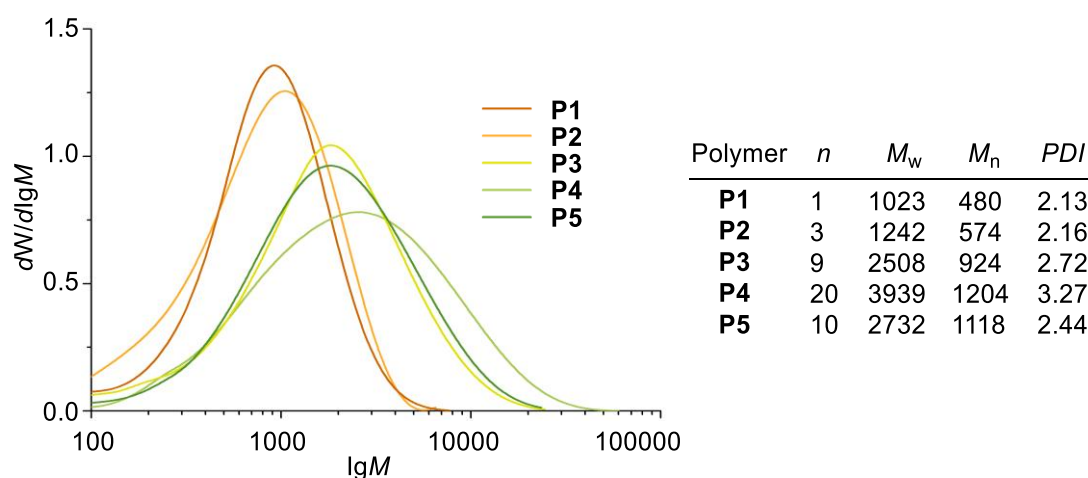 1.5
1.0
0.5
0.0
dW/dlgM
100
1000
10000
100000
lgM
P1
P2
P3
P4
P5
Polymer n Mw Mn PDI
P1 1 1023 480 2.13
P2 3 1242 574 2.16
P3 9 2508 924 2.72
P4 20 3939 1204 3.27
P5 10 2732 1118 2.44